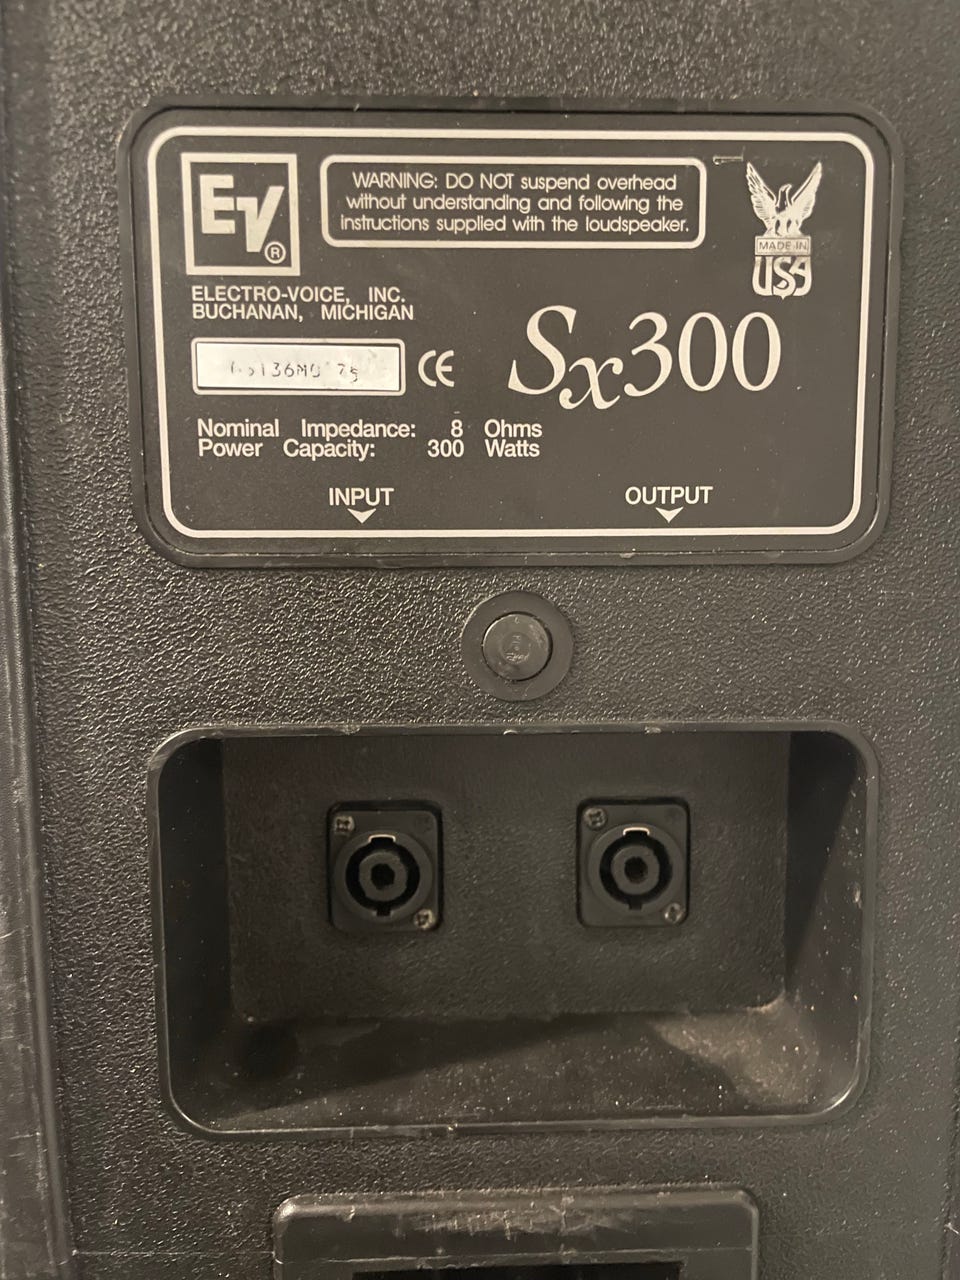 EV®
WARNING: DO NOT suspend overhead
without understanding and following the
instructions supplied with the loudspeaker.
MADE IN
USA
ELECTRO-VOICE, INC.
BUCHANAN, MICHIGAN
CE
Sx300
Nominal Impedance: 8 Ohms
Power Capacity: 300 Watts
INPUT
OUTPUT